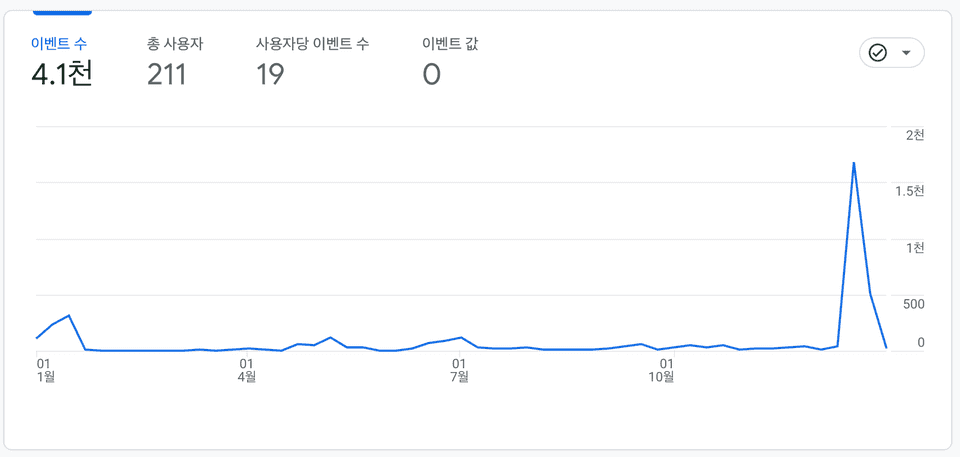 이벤트 수 총 사용자 사용자당 이벤트 수 이벤트 값
4.1천 211 19 0
2천
1.5천
1천
500
0
01 01 01 01
1월 4월 7월 10월